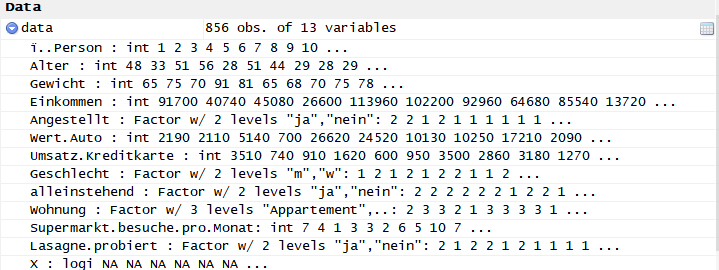 Data
data 856 obs. of 13 variables
ï..Person : int 1 2 3 4 5 6 7 8 9 10 ...
Alter : int 48 33 51 56 28 51 44 29 28 29 ...
Gewicht : int 65 75 70 91 81 65 68 70 75 78 ...
Einkommen : int 91700 40740 45080 26600 113960 102200 92960 64680 85540 13720 ...
Angestellt : Factor w/ 2 levels "ja","nein": 2 2 1 2 1 1 1 1 1 1 ...
Wert.Auto : int 2190 2110 5140 700 26620 24520 10130 10250 17210 2090 ...
Umsatz.Kreditkarte : int 3510 740 910 1620 600 950 3500 2860 3180 1270 ...
Geschlecht : Factor w/ 2 levels "m","w": 1 2 1 2 1 2 2 1 1 2 ...
alleinstehend : Factor w/ 2 levels "ja","nein": 2 2 2 2 2 2 1 2 2 1 ...
Wohnung : Factor w/ 3 levels "Appartement",..: 2 3 3 2 1 3 3 3 3 1 ...
Supermarkt.besuche.pro.Monat: int 7 4 1 3 3 2 6 5 10 7 ...
Lasagne.probiert : Factor w/ 2 levels "ja","nein": 2 1 2 2 1 2 1 1 1 1 ...
X : logi NA NA NA NA NA NA ...